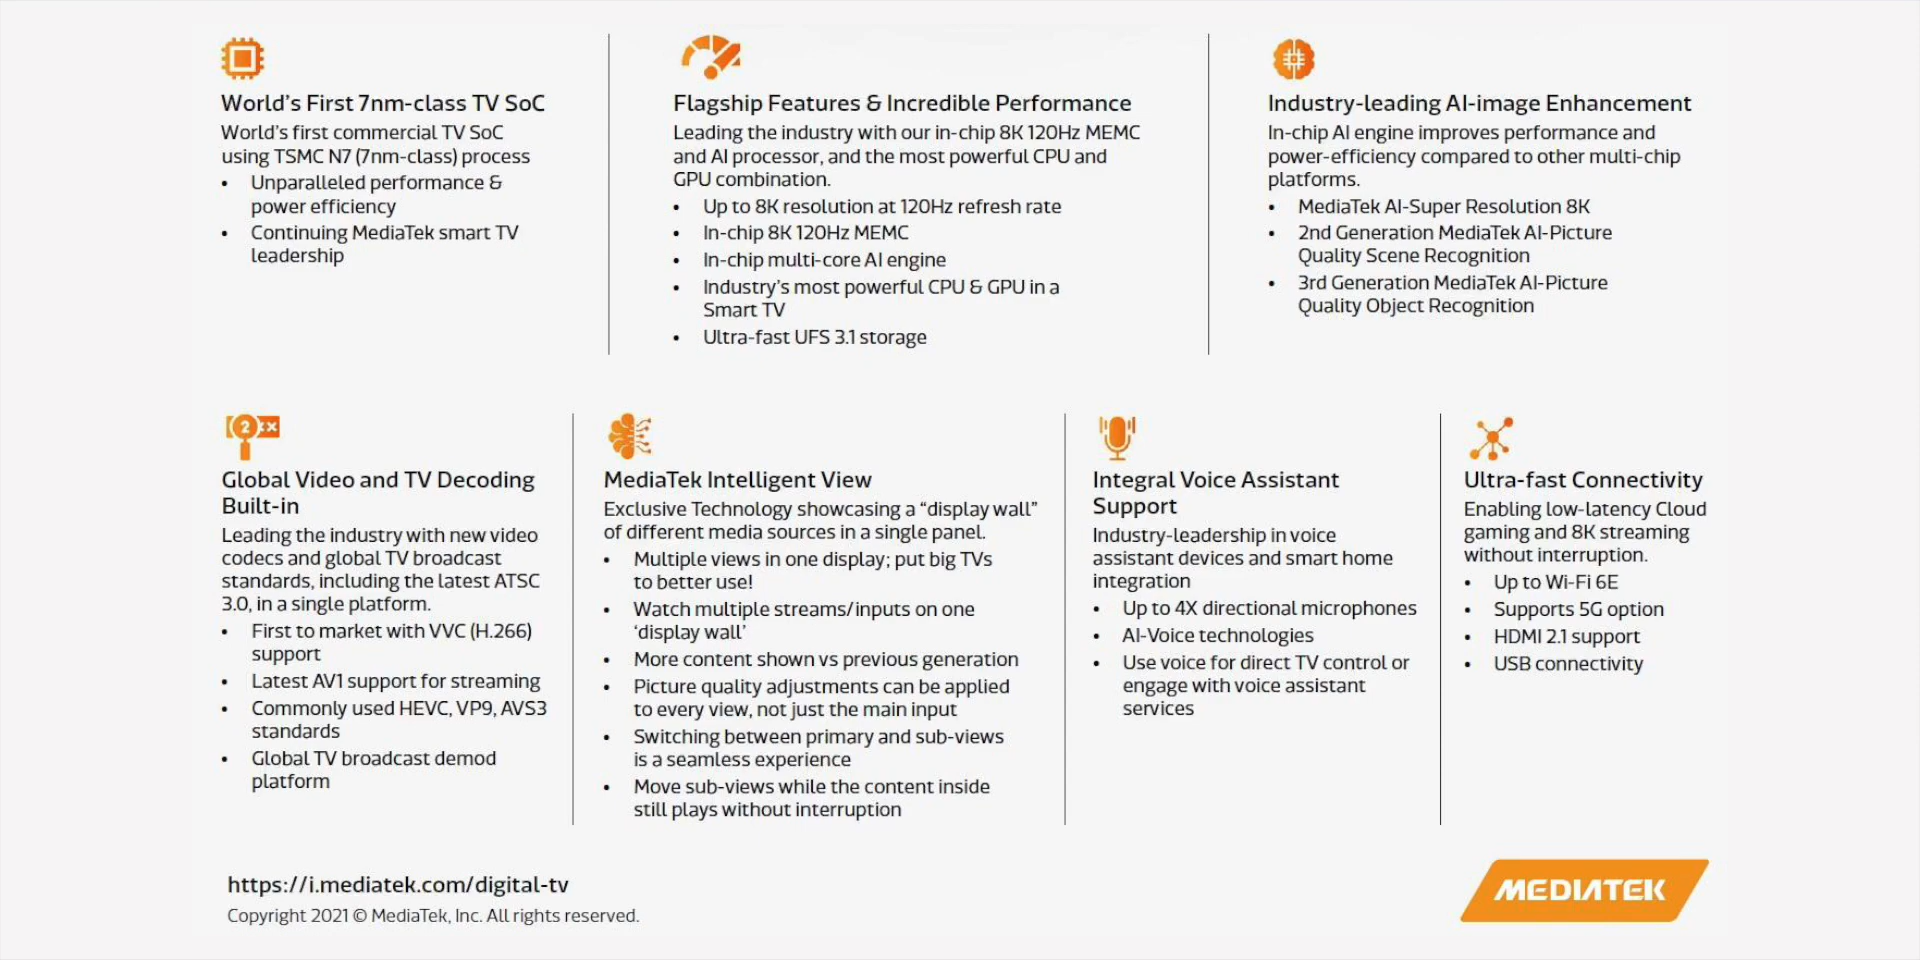 World's First 7nm-class TV SoC
World's first commercial TV SoC
using TSMC N7 (7nm-class) process
• Unparalleled performance &
power efficiency
• Continuing MediaTek smart TV
leadership
Flagship Features & Incredible Performance
Leading the industry with our in-chip 8K 120Hz MEMC
and AI processor, and the most powerful CPU and
GPU combination.
• Up to 8K resolution at 120Hz refresh rate
• In-chip 8K 120Hz MEMC
• In-chip multi-core AI engine
• Industry's most powerful CPU & GPU in a
Smart TV
• Ultra-fast UFS 3.1 storage
Industry-leading AI-image Enhancement
In-chip AI engine improves performance and
power-efficiency compared to other multi-chip
platforms.
• MediaTek AI-Super Resolution 8K
• 2nd Generation MediaTek AI-Picture
Quality Scene Recognition
• 3rd Generation MediaTek AI-Picture
Quality Object Recognition
2 x
Global Video and TV Decoding
Built-in
Leading the industry with new video
codecs and global TV broadcast
standards, including the latest ATSC
3.0, in a single platform.
• First to market with VVC (H.266)
support
• Latest AV1 support for streaming
• Commonly used HEVC, VP9, AVS3
standards
• Global TV broadcast demod
platform
MediaTek Intelligent View
Exclusive Technology showcasing a "display wall"
of different media sources in a single panel.
• Multiple views in one display; put big TVs
to better use!
• Watch multiple streams/inputs on one
'display wall'
• More content shown vs previous generation
• Picture quality adjustments can be applied
to every view, not just the main input
• Switching between primary and sub-views
is a seamless experience
• Move sub-views while the content inside
still plays without interruption
Integral Voice Assistant
Support
Industry-leadership in voice
assistant devices and smart home
integration
• Up to 4X directional microphones
• AI-Voice technologies
• Use voice for direct TV control or
engage with voice assistant
services
Ultra-fast Connectivity
Enabling low-latency Cloud
gaming and 8K streaming
without interruption.
• Up to Wi-Fi 6E
• Supports 5G option
• HDMI 2.1 support
• USB connectivity
https://i.mediatek.com/digital-tv
Copyright 2021 © MediaTek, Inc. All rights reserved.
MEDIATEK